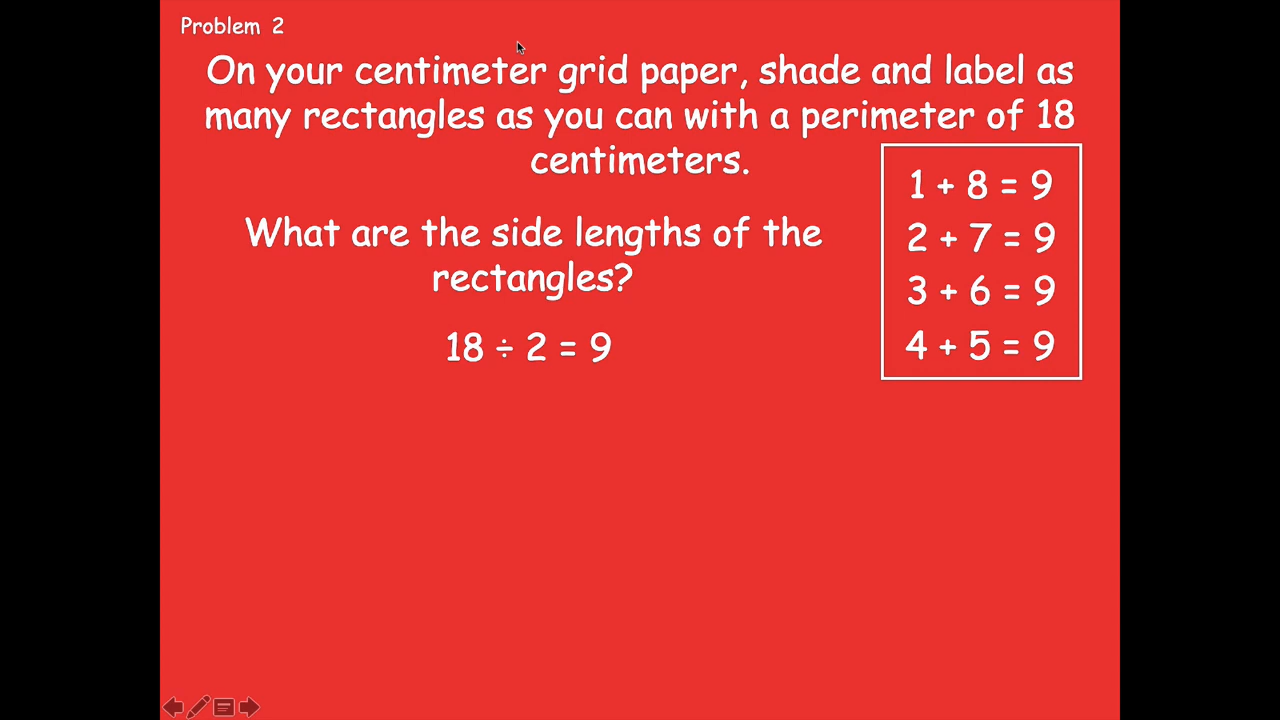 Problem 2
On your centimeter grid paper, shade and label as
many rectangles as you can with a perimeter of 18
centimeters.
What are the side lengths of the
rectangles?
18 ÷ 2 = 9
1 + 8 = 9
2 + 7 = 9
3 + 6 = 9
4 + 5 = 9